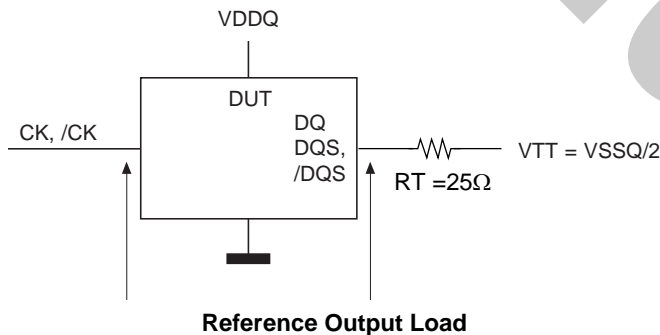 VDDQ
DUT
CK, /CK
DQ
DQS,
/DQS
RT =25Ω
VTT = VSSQ/2
Reference Output Load